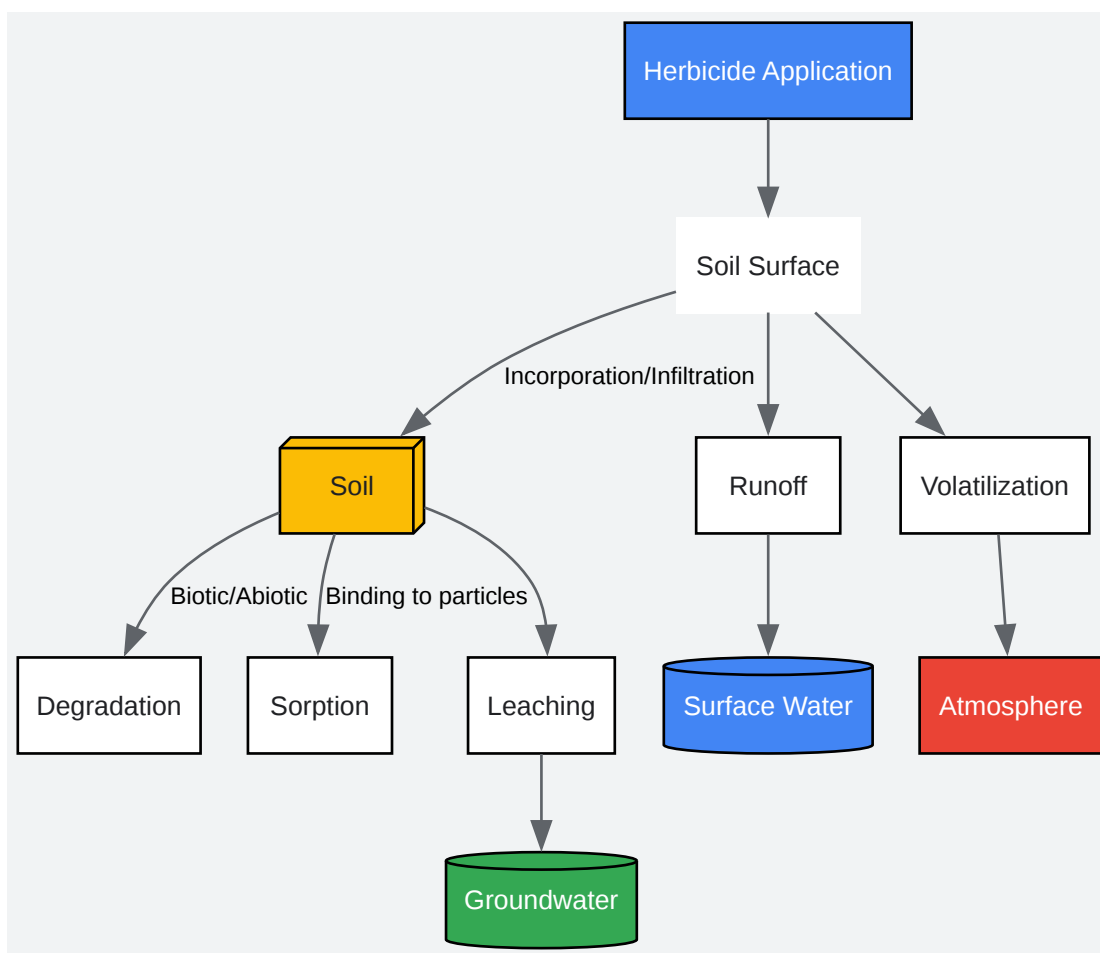 Herbicide Application
Soil Surface
Incorporation/Infiltration
Soil
Runoff
Volatilization
Biotic/Abiotic
Binding to particles
Degradation
Sorption
Leaching
Surface Water
Atmosphere
Groundwater